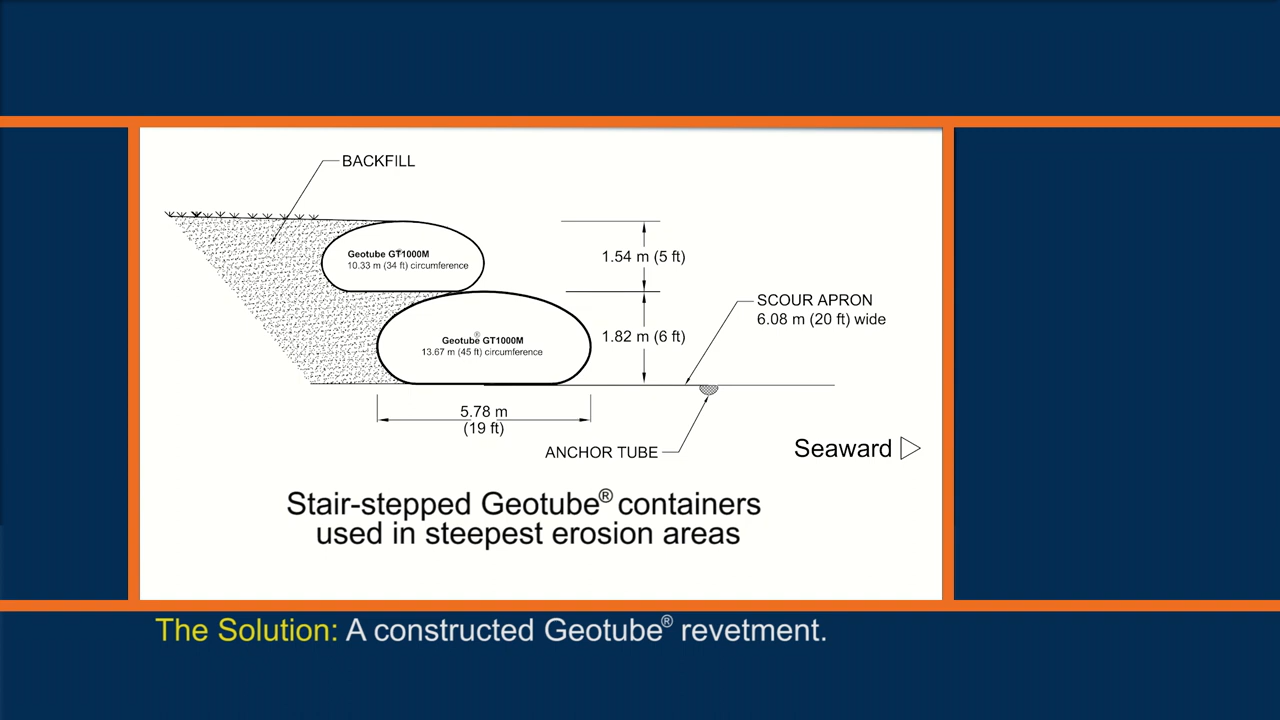 BACKFILL
Geotube GT1000M®
10.33 m (34 ft) circumference
1.54 m (5 ft)
SCOUR APRON
6.08 m (20 ft) wide
Geotube® GT1000M
13.67 m (45 ft) circumference
1.82 m (6 ft)
5.78 m
(19 ft)
ANCHOR TUBE
Seaward
Stair-stepped Geotube® containers
used in steepest erosion areas
The Solution: A constructed Geotube® revetment.